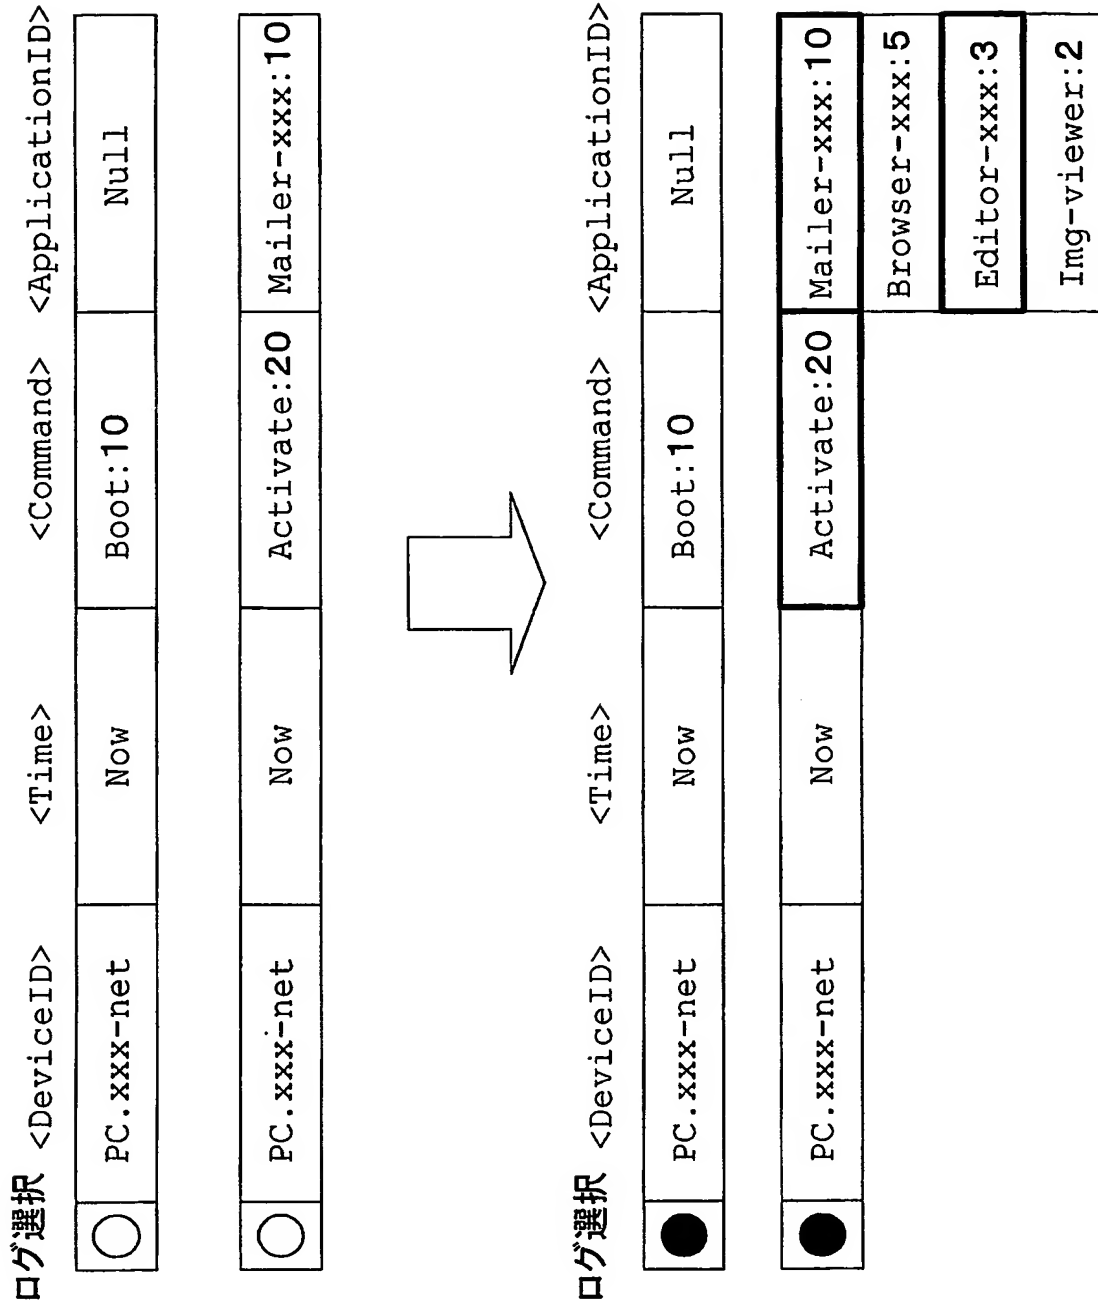 ログ選択 <DeviceID> <Time> <Command> <ApplicationID>
PC.xxx-net Now Boot:10 Null
PC.xxx-net Now Activate:20 Mailer-xxx:10
ログ選択 <DeviceID> <Time> <Command> <ApplicationID>
PC.xxx-net Now Boot:10 Null
PC.xxx-net Now Activate:20 Mailer-xxx:10
Browser-xxx:5
Editor-xxx:3
Img-viewer:2